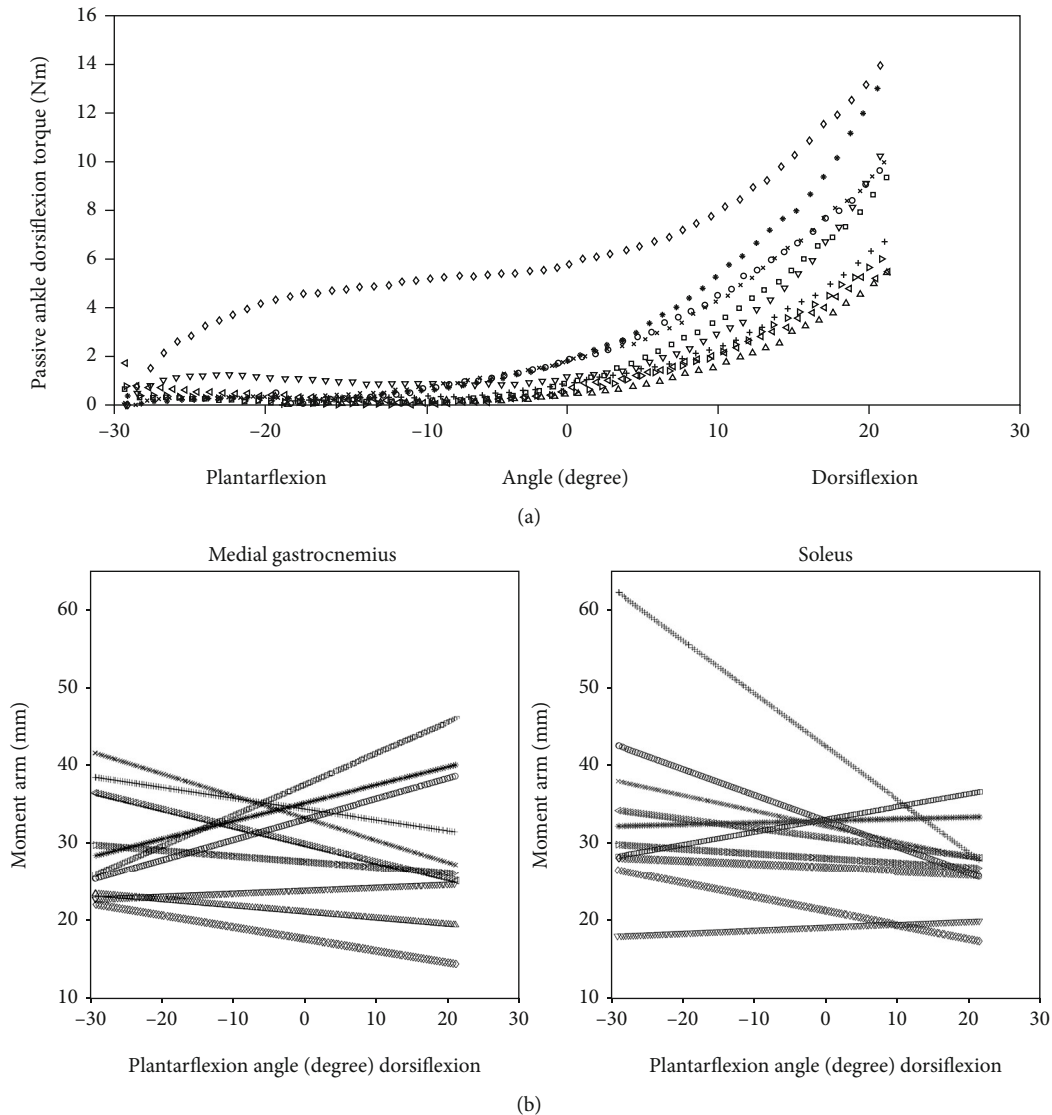 16
14
12
10
8
6
4
2
0
Passive ankle dorsiflexion torque (Nm)
−30 −20 −10 0 10 20 30
Plantarflexion Angle (degree) Dorsiflexion
(a)
Medial gastrocnemius
60
50
40
30
20
10
Moment arm (mm)
−30 −20 −10 0 10 20 30
Plantarflexion angle (degree) dorsiflexion
Soleus
60
50
40
30
20
10
Moment arm (mm)
−30 −20 −10 0 10 20 30
Plantarflexion angle (degree) dorsiflexion
(b)